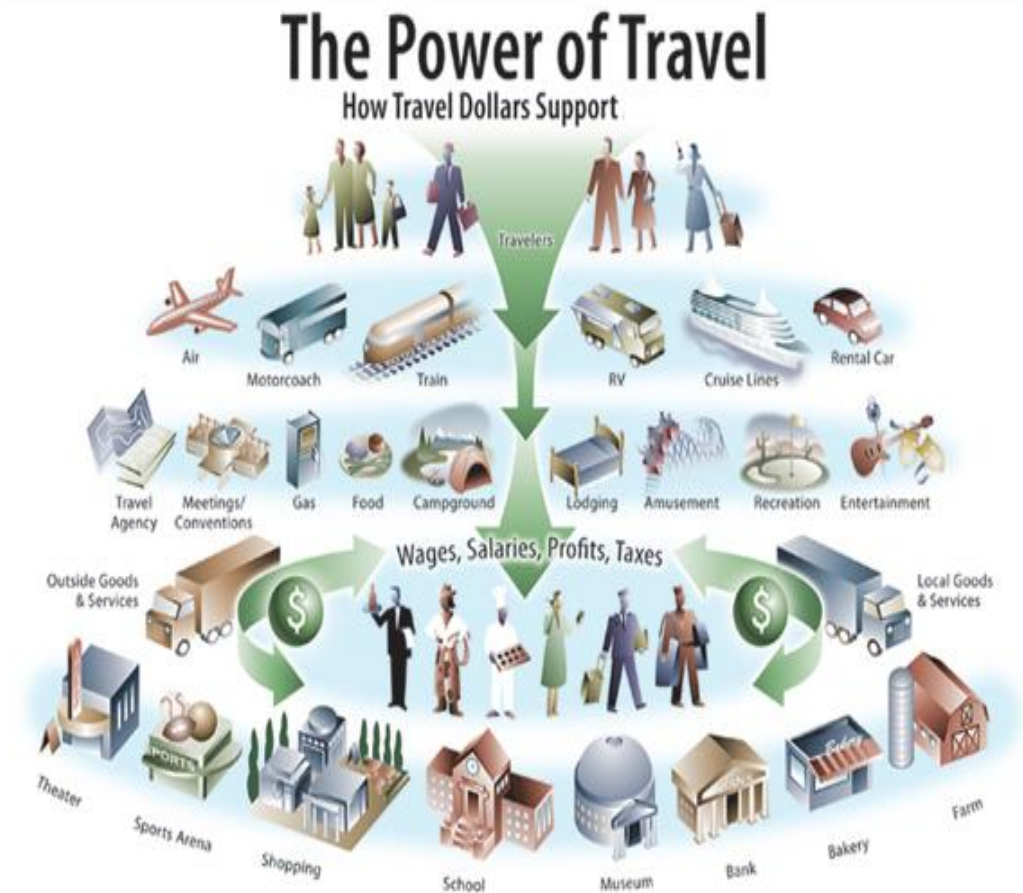 The Power of Travel
How Travel Dollars Support
Travelers
Air
Motorcoach
Train
RV
Cruise Lines
Rental Car
Travel
Agency
Meetings/
Conventions
Gas
Food
Campground
Lodging
Amusement
Recreation
Entertainment
Wages, Salaries, Profits, Taxes
Outside Goods
& Services
$
$
Local Goods
& Services
PORTS
Bakery
Theater
Sports Arena
Shopping
School
Museum
Bank
Bakery
Farm